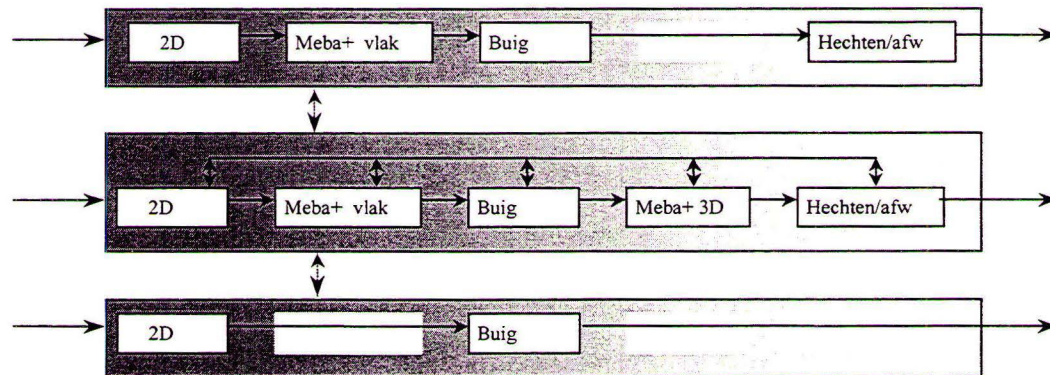 2D Meba+ vlak Buig Hechten/afw
2D Meba+ vlak Buig Meba+ 3D Hechten/afw
2D Buig